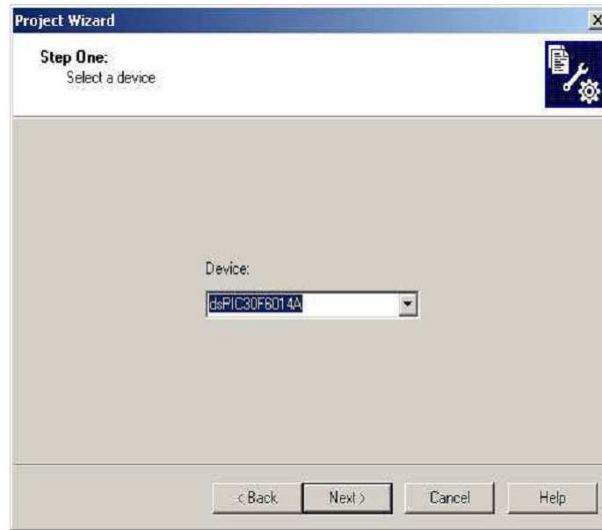 Project Wizard
Step One:
Select a device
Device:
dsPIC30F6014A
< Back
Next >
Cancel
Help